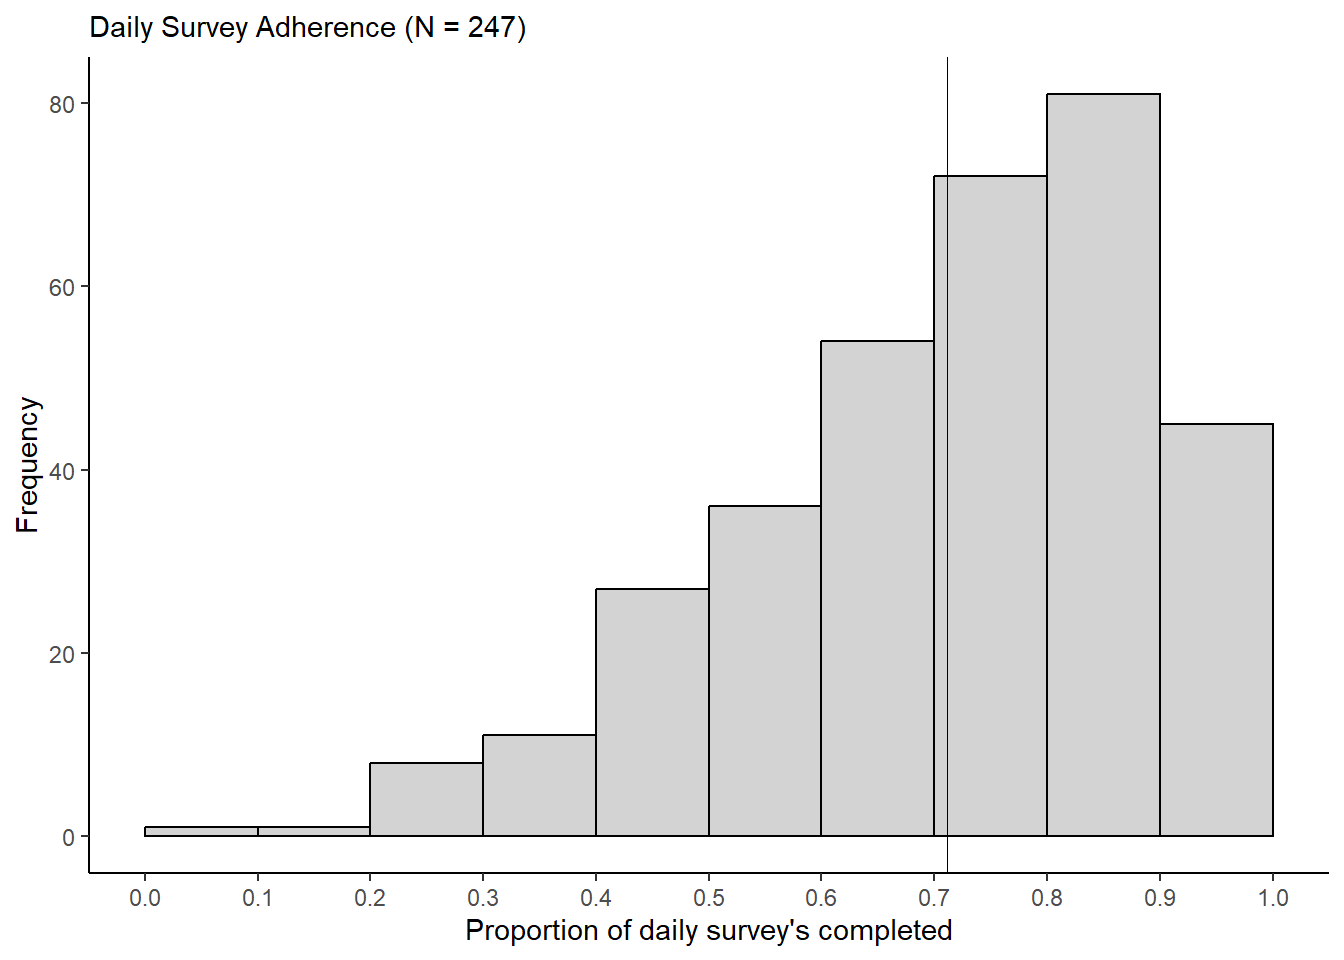 Daily Survey Adherence (N = 247)
Frequency
80
60
40
20
0
0.0 0.1 0.2 0.3 0.4 0.5 0.6 0.7 0.8 0.9 1.0
Proportion of daily survey's completed